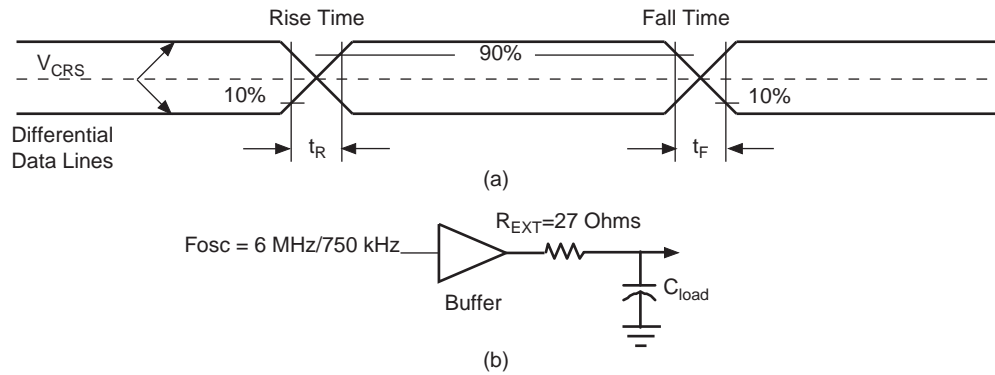 Rise Time
Fall Time
V_CRS
90%
10%
10%
Differential
Data Lines
t_R
t_F
(a)
R_EXT=27 Ohms
Fosc = 6 MHz/750 kHz
C_load
Buffer
(b)